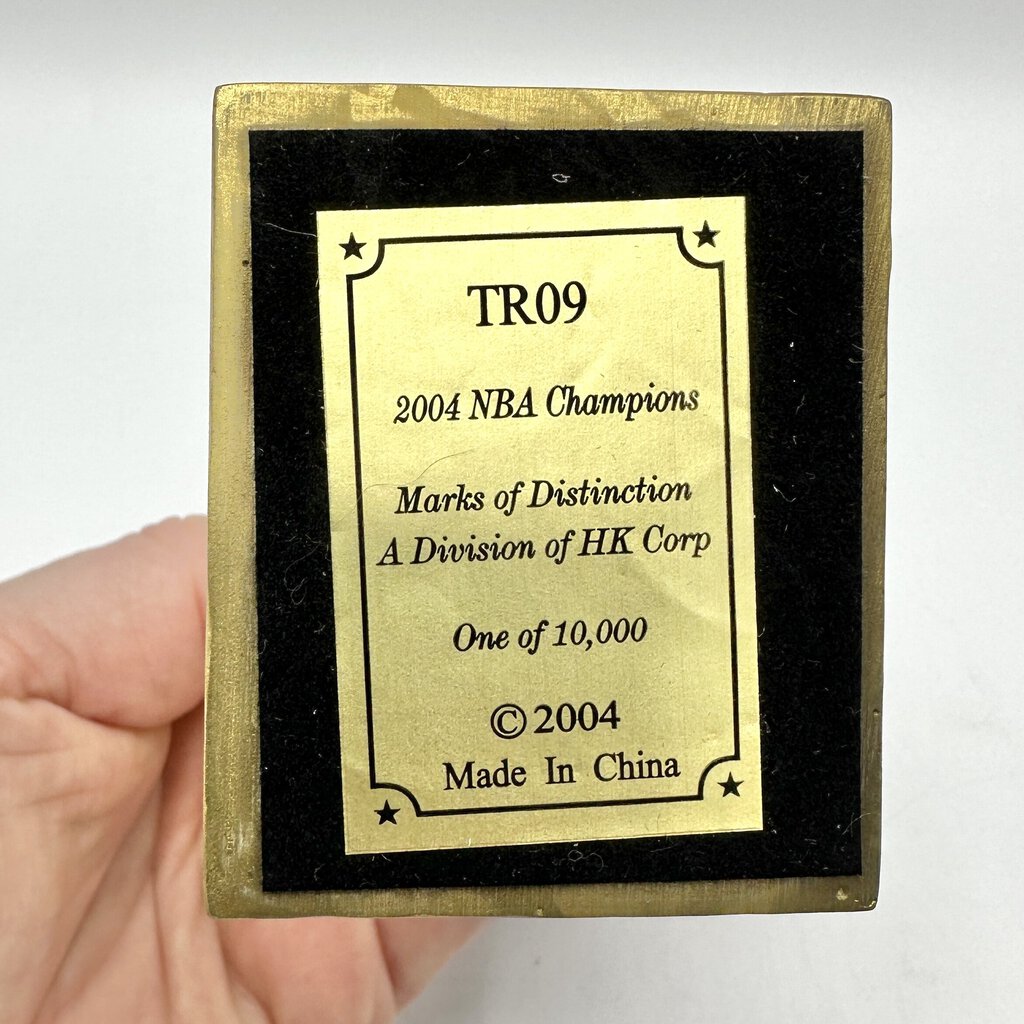 TR09
2004 NBA Champions
Marks of Distinction
A Division of HK Corp
One of 10,000
©2004
Made In China